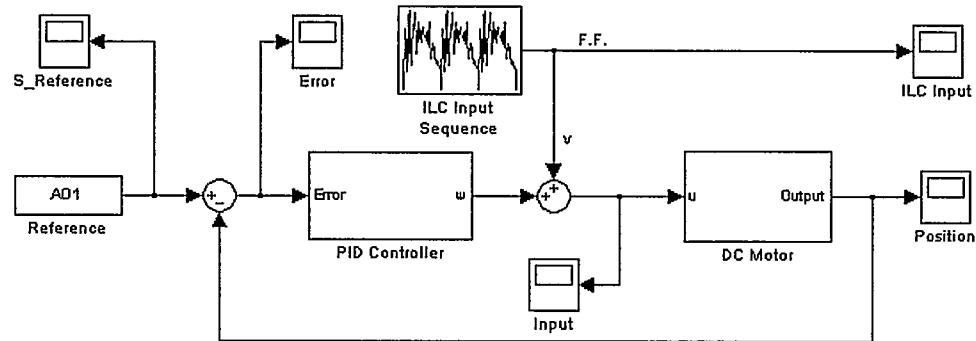 F.F.
S_Reference
Error
ILC Input
Sequence
ILC Input
v
A01
+
-
Error
w
+
+
u
Output
Reference
PID Controller
DC Motor
Position
Input